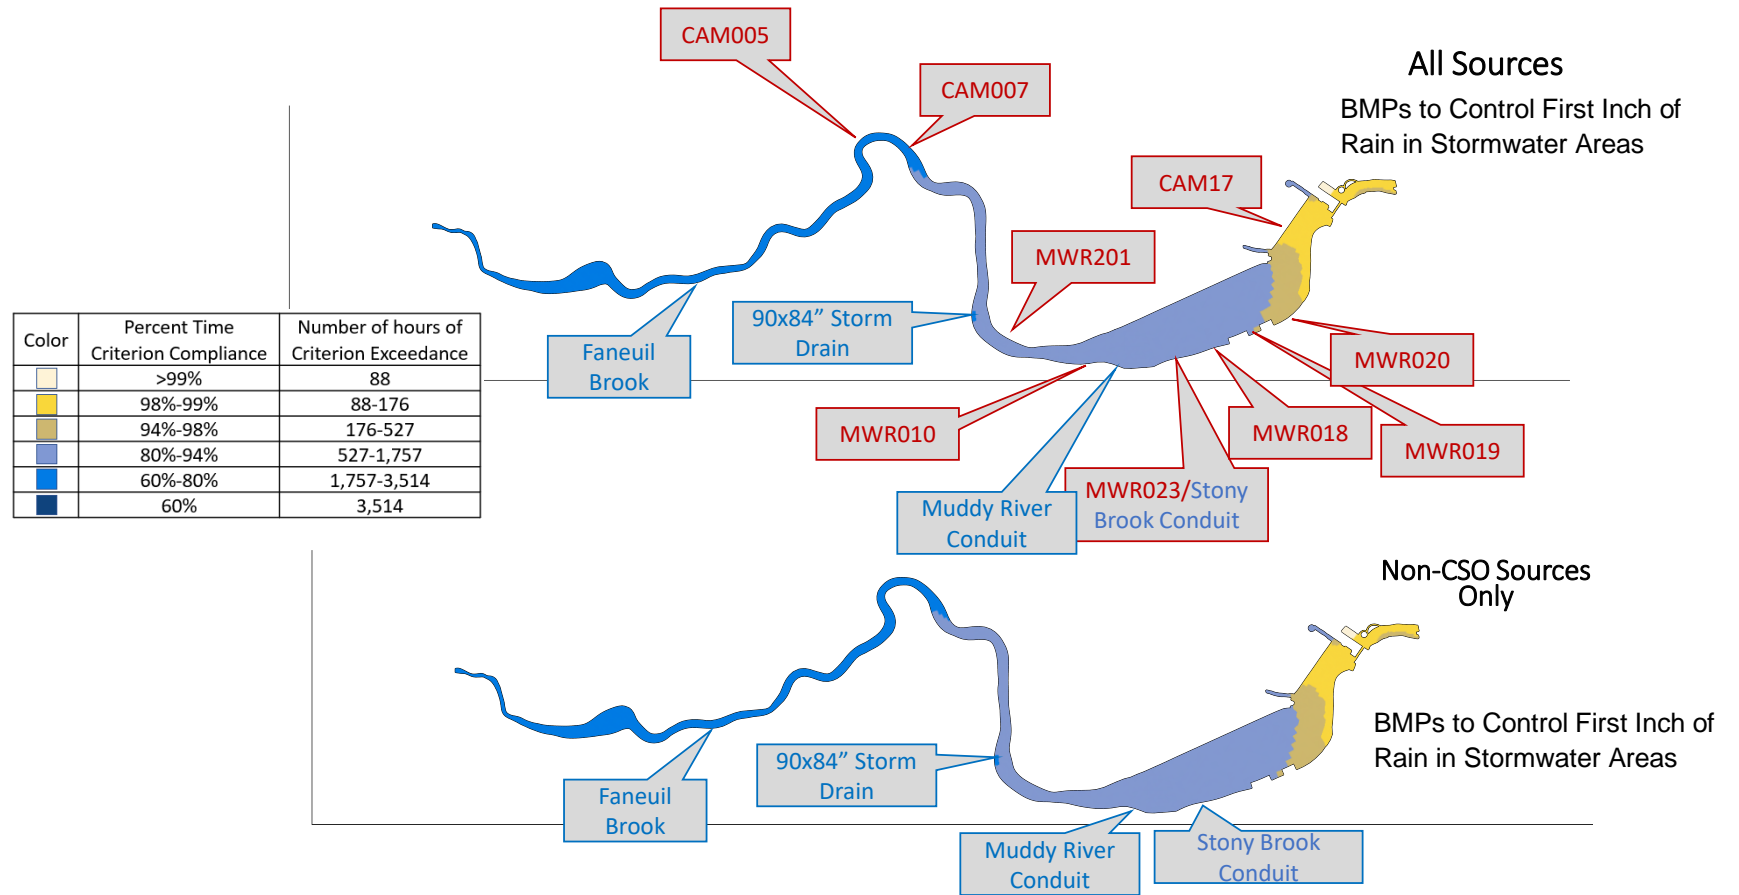 CAM005
All Sources
CAM007
BMPs to Control First Inch of
Rain in Stormwater Areas
CAM17
MWR201
90x84” Storm
Drain
Faneuil
Brook
MWR020
MWR010
MWR018
MWR019
MWR023/Stony
Brook Conduit
Muddy River
Conduit
Color
Percent Time
Criterion Compliance
Number of hours of
Criterion Exceedance
>99%
88
98%-99%
88-176
94%-98%
176-527
80%-94%
527-1,757
60%-80%
1,757-3,514
60%
3,514
Non-CSO Sources
Only
BMPs to Control First Inch of
Rain in Stormwater Areas
90x84” Storm
Drain
Faneuil
Brook
Muddy River
Conduit
Stony Brook
Conduit